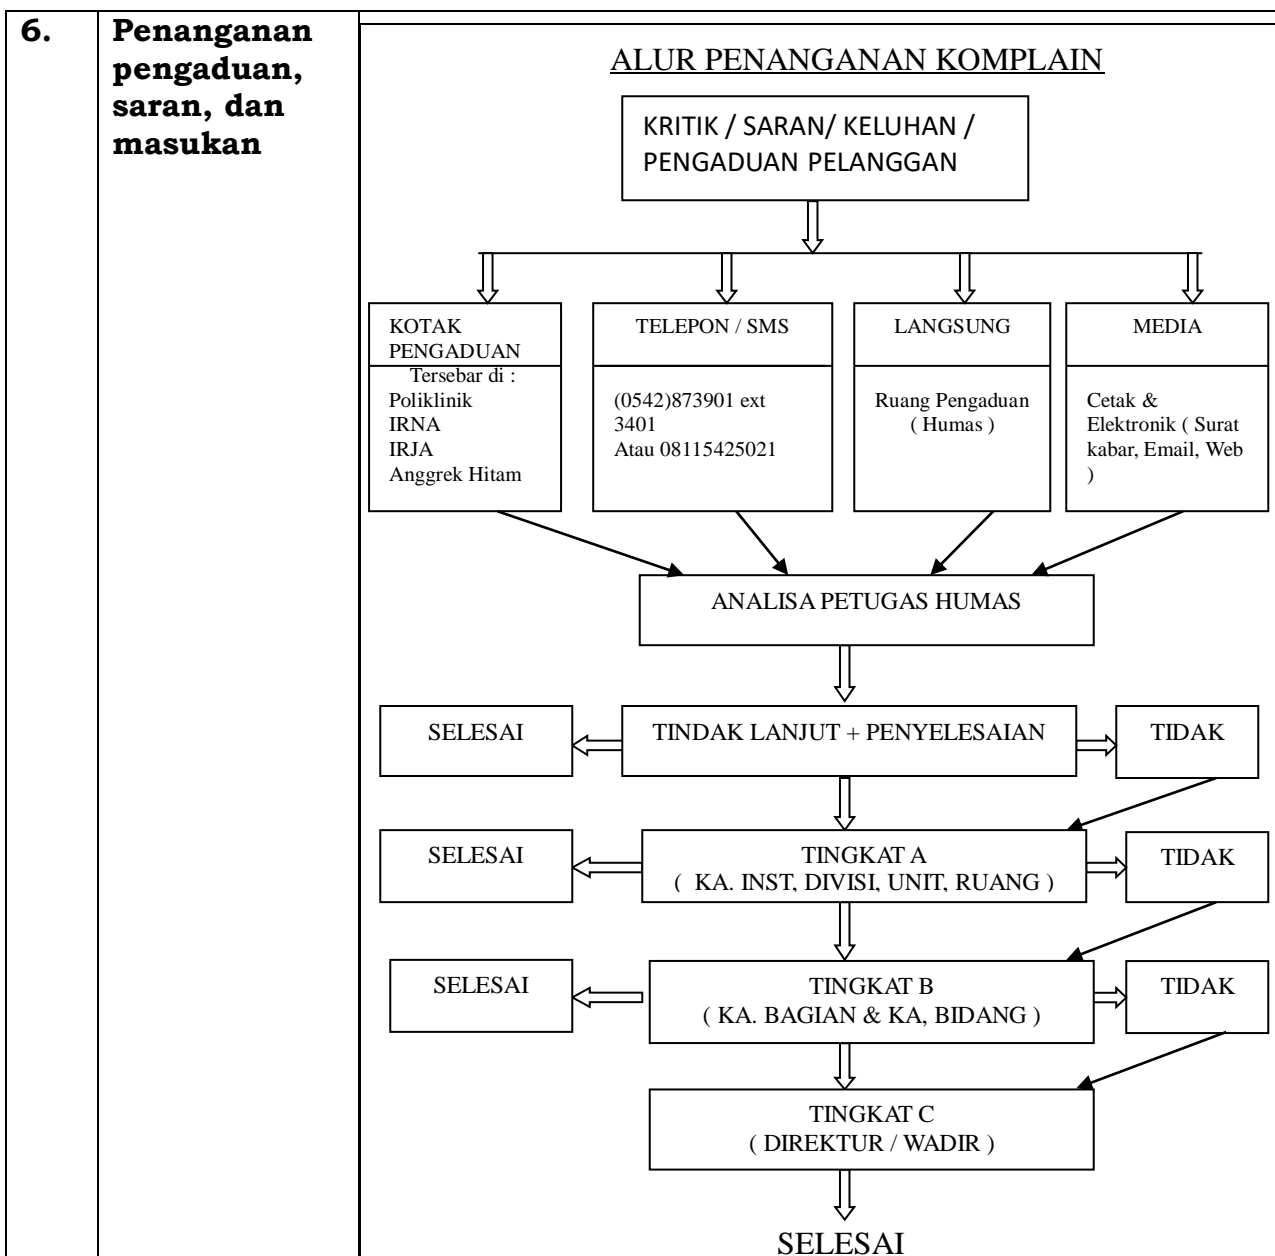 6.
Penanganan
pengaduan,
saran, dan
masukan
ALUR PENANGANAN KOMPLAIN
KRITIK / SARAN/ KELUHAN /
PENGADUAN PELANGGAN
KOTAK
PENGADUAN
Tersebar di :
Poliklinik
IRNA
IRJA
Anggrek Hitam
TELEPON / SMS
(0542)873901 ext
3401
Atau 08115425021
LANGSUNG
Ruang Pengaduan
( Humas )
MEDIA
Cetak &
Elektronik ( Surat
kabar, Email, Web
)
ANALISA PETUGAS HUMAS
SELESAI
TINDAK LANJUT + PENYELESAIAN
TIDAK
SELESAI
TINGKAT A
( KA. INST, DIVISI, UNIT, RUANG )
TIDAK
SELESAI
TINGKAT B
( KA. BAGIAN & KA, BIDANG )
TIDAK
TINGKAT C
( DIREKTUR / WADIR )
SELESAI